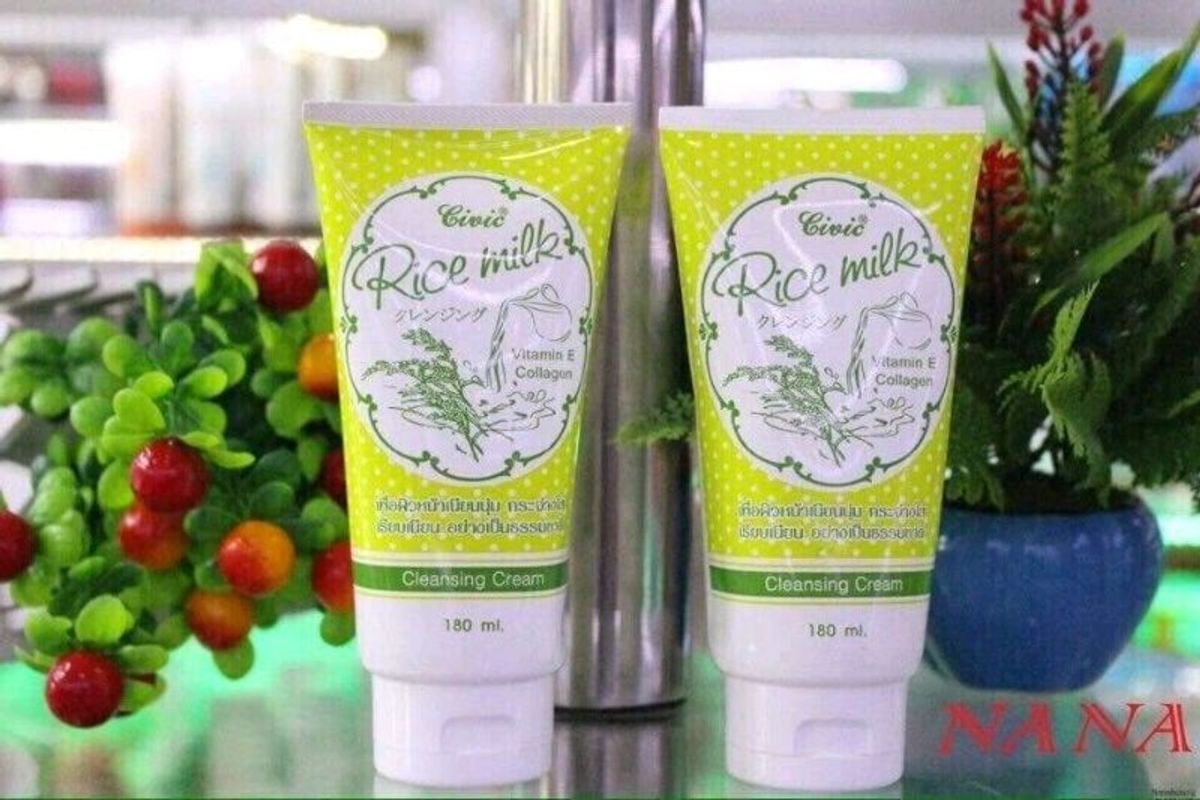 Civic®
Rice milk
クレンジング
Vitamin E
Collagen
เพื่อผิวหน้าเนียนนุ่ม กระจ่างใส
เรียบเนียน อย่างเป็นธรรมชาติ
Cleansing Cream
180 ml.
Civic®
Rice milk
クレンジング
Vitamin E
Collagen
เพื่อผิวหน้าเนียนนุ่ม กระจ่างใส
เรียบเนียน อย่างเป็นธรรมชาติ
Cleansing Cream
180 ml.
NANA